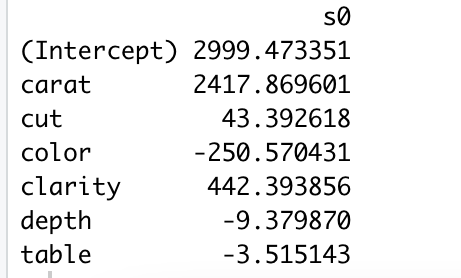 s0
(Intercept) 2999.473351
carat 2417.869601
cut 43.392618
color -250.570431
clarity 442.393856
depth -9.379870
table -3.515143